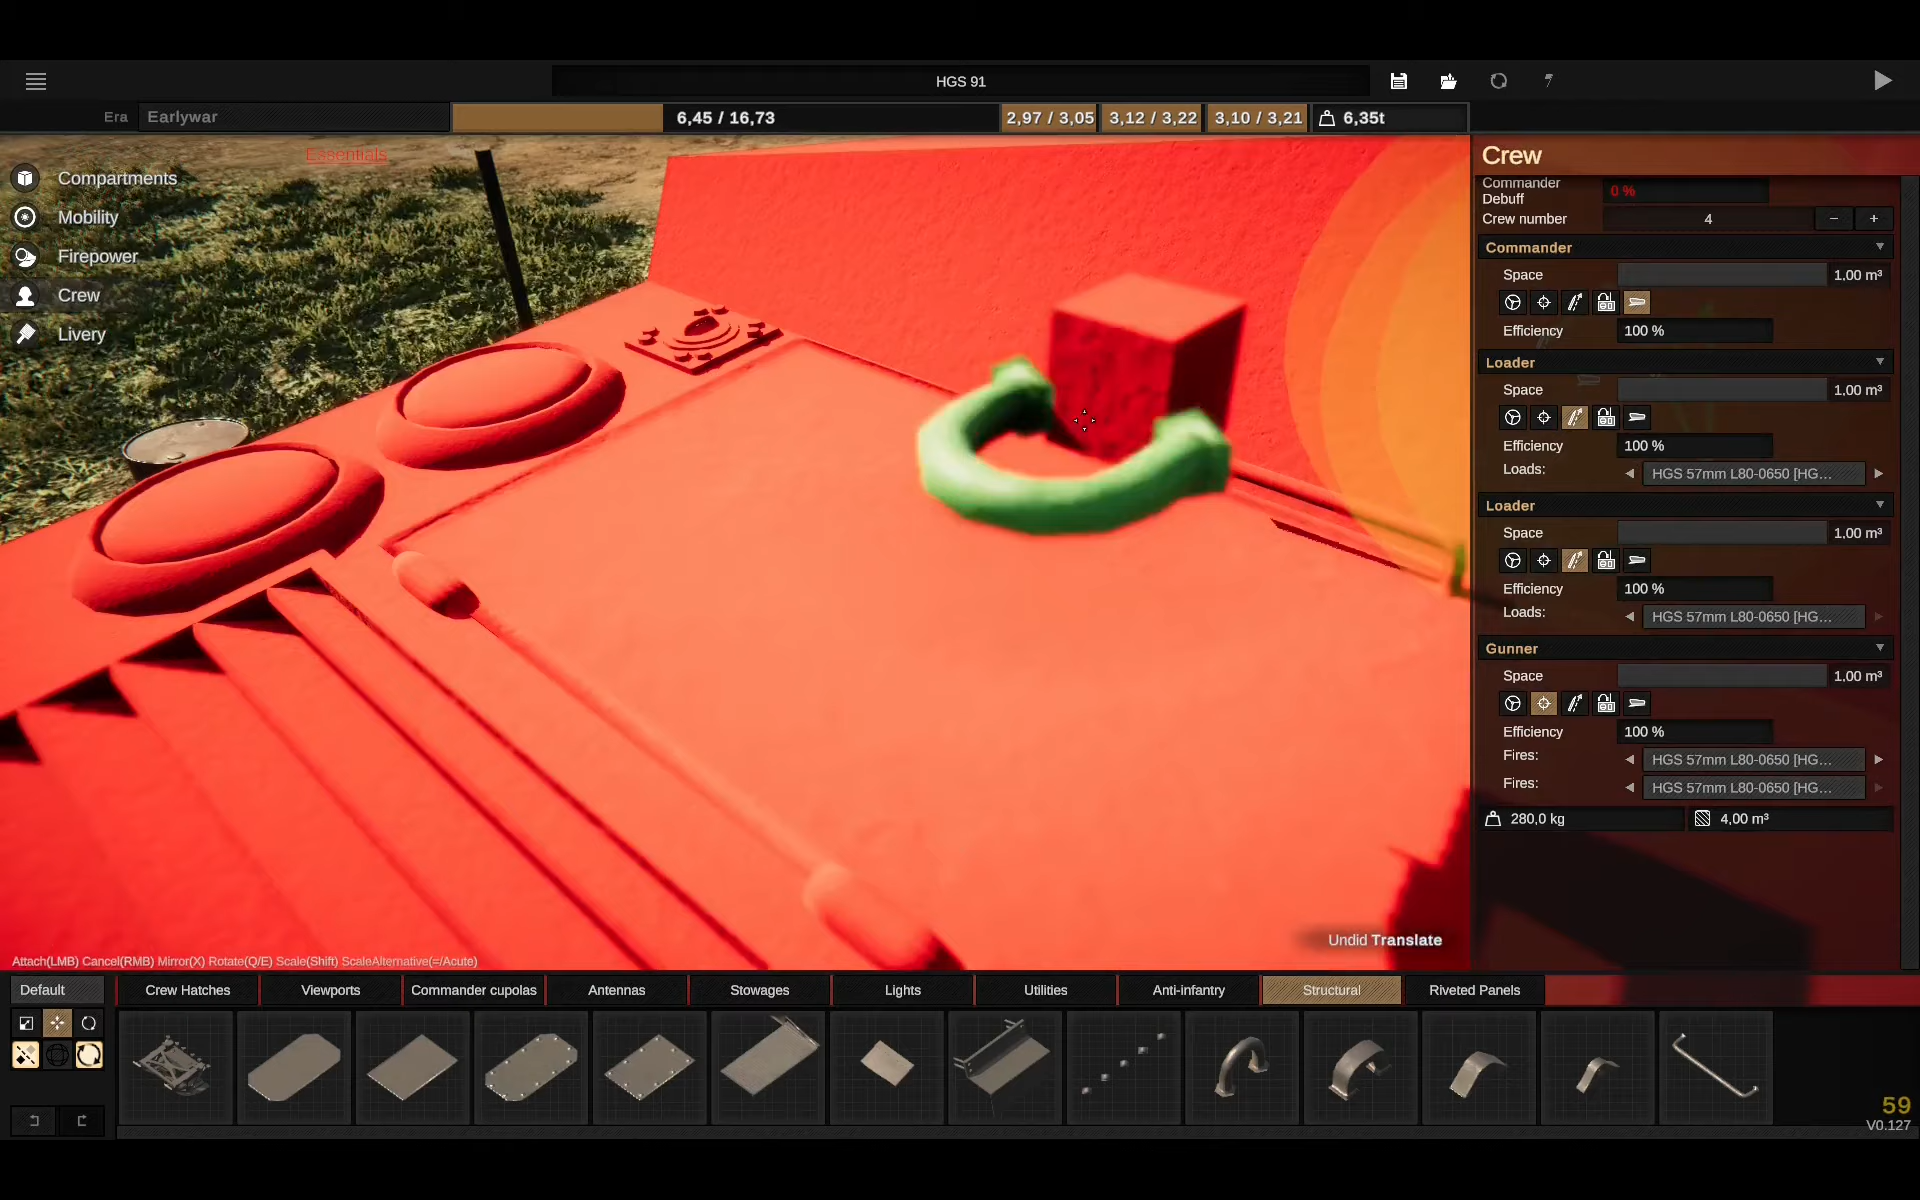 HGS 91
Era
Earlywar
6,45 / 16,73
2,97 / 3,05
3,12 / 3,22
3,10 / 3,21
6,35t
Essentials
Compartments
Mobility
Firepower
Crew
Livery
Crew
Commander
Debuff
0 %
Crew number
4
− +
Commander
Space
1,00 m³
Efficiency
100 %
Loader
Space
1,00 m³
Efficiency
100 %
Loads:
HGS 57mm L80-0650 [HG...
Loader
Space
1,00 m³
Efficiency
100 %
Loads:
HGS 57mm L80-0650 [HG...
Gunner
Space
1,00 m³
Efficiency
100 %
Fires:
HGS 57mm L80-0650 [HG...
Fires:
HGS 57mm L80-0650 [HG...
280,0 kg
4,00 m³
Undid Translate
Attach(LMB) Cancel(RMB) Mirror(X) Rotate(Q/E) Scale(Shift) ScaleAlternative(=/Acute)
Default
Crew Hatches
Viewports
Commander cupolas
Antennas
Stowages
Lights
Utilities
Anti-infantry
Structural
Riveted Panels
59
V0.127